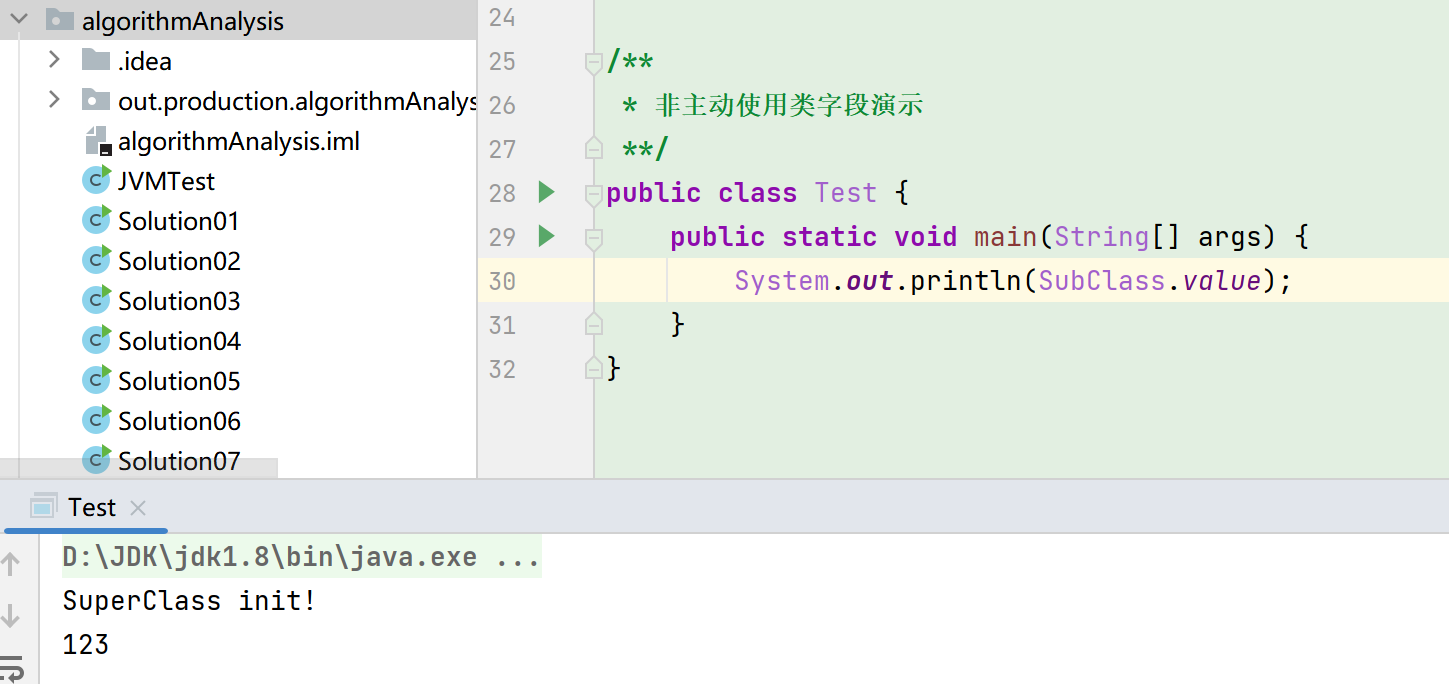 algorithmAnalysis
.idea
out.production.algorithmAnalys
algorithmAnalysis.iml
JVMTest
Solution01
Solution02
Solution03
Solution04
Solution05
Solution06
Solution07
24
25 /**
26 * 非主动使用类字段演示
27 **/
28 public class Test {
29 public static void main(String[] args) {
30 System.out.println(SubClass.value);
31 }
32 }
Test
D:\JDK\jdk1.8\bin\java.exe ...
SuperClass init!
123